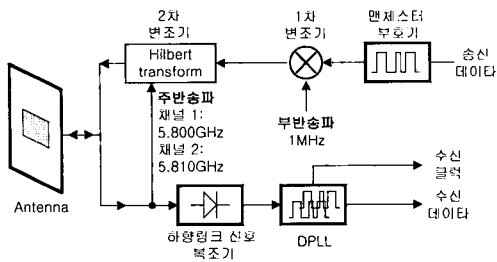 2차
변조기
1차
변조기
맨체스터
부호기
Hilbert
transform
송신
데이타
주반송파
채널 1:
5.800GHz
채널 2:
5.810GHz
부반송파
1MHz
수신
클럭
수신
데이타
Antenna
하향링크 신호
복조기
DPLL